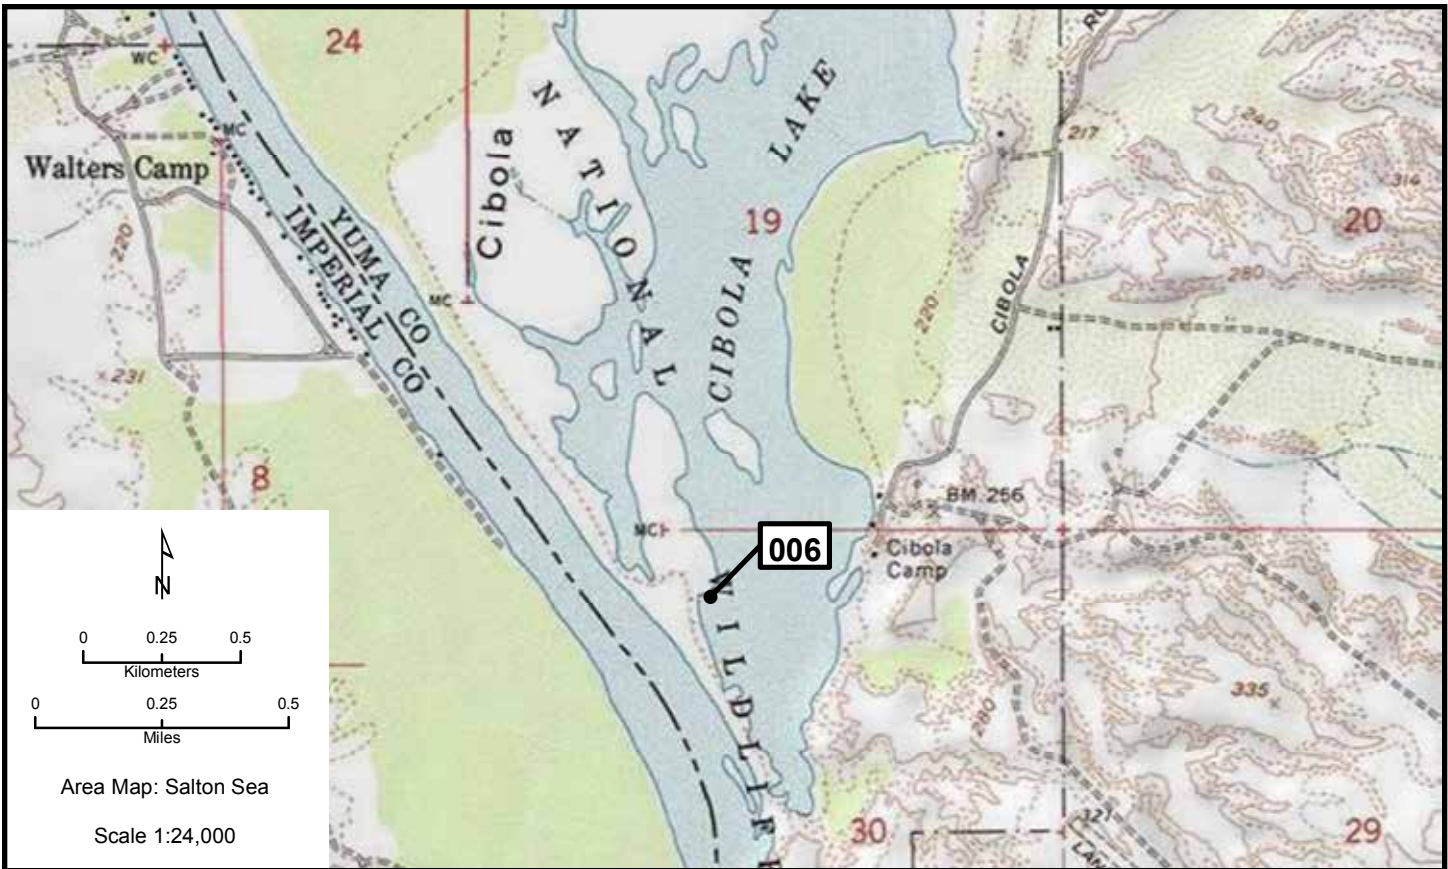 24
WC
MC
Walters Camp
220
YUMA CO
IMPERIAL CO
Cibola
NATIONAL
WILDLIFE
CIBOLA LAKE
19
217
240
314
20
280
CIBOLA
220
MC
231
8
BM 256
MC
006
Cibola
Camp
335
280
30
321
LAN
29
N
0 0.25 0.5
Kilometers
0 0.25 0.5
Miles
Area Map: Salton Sea
Scale 1:24,000